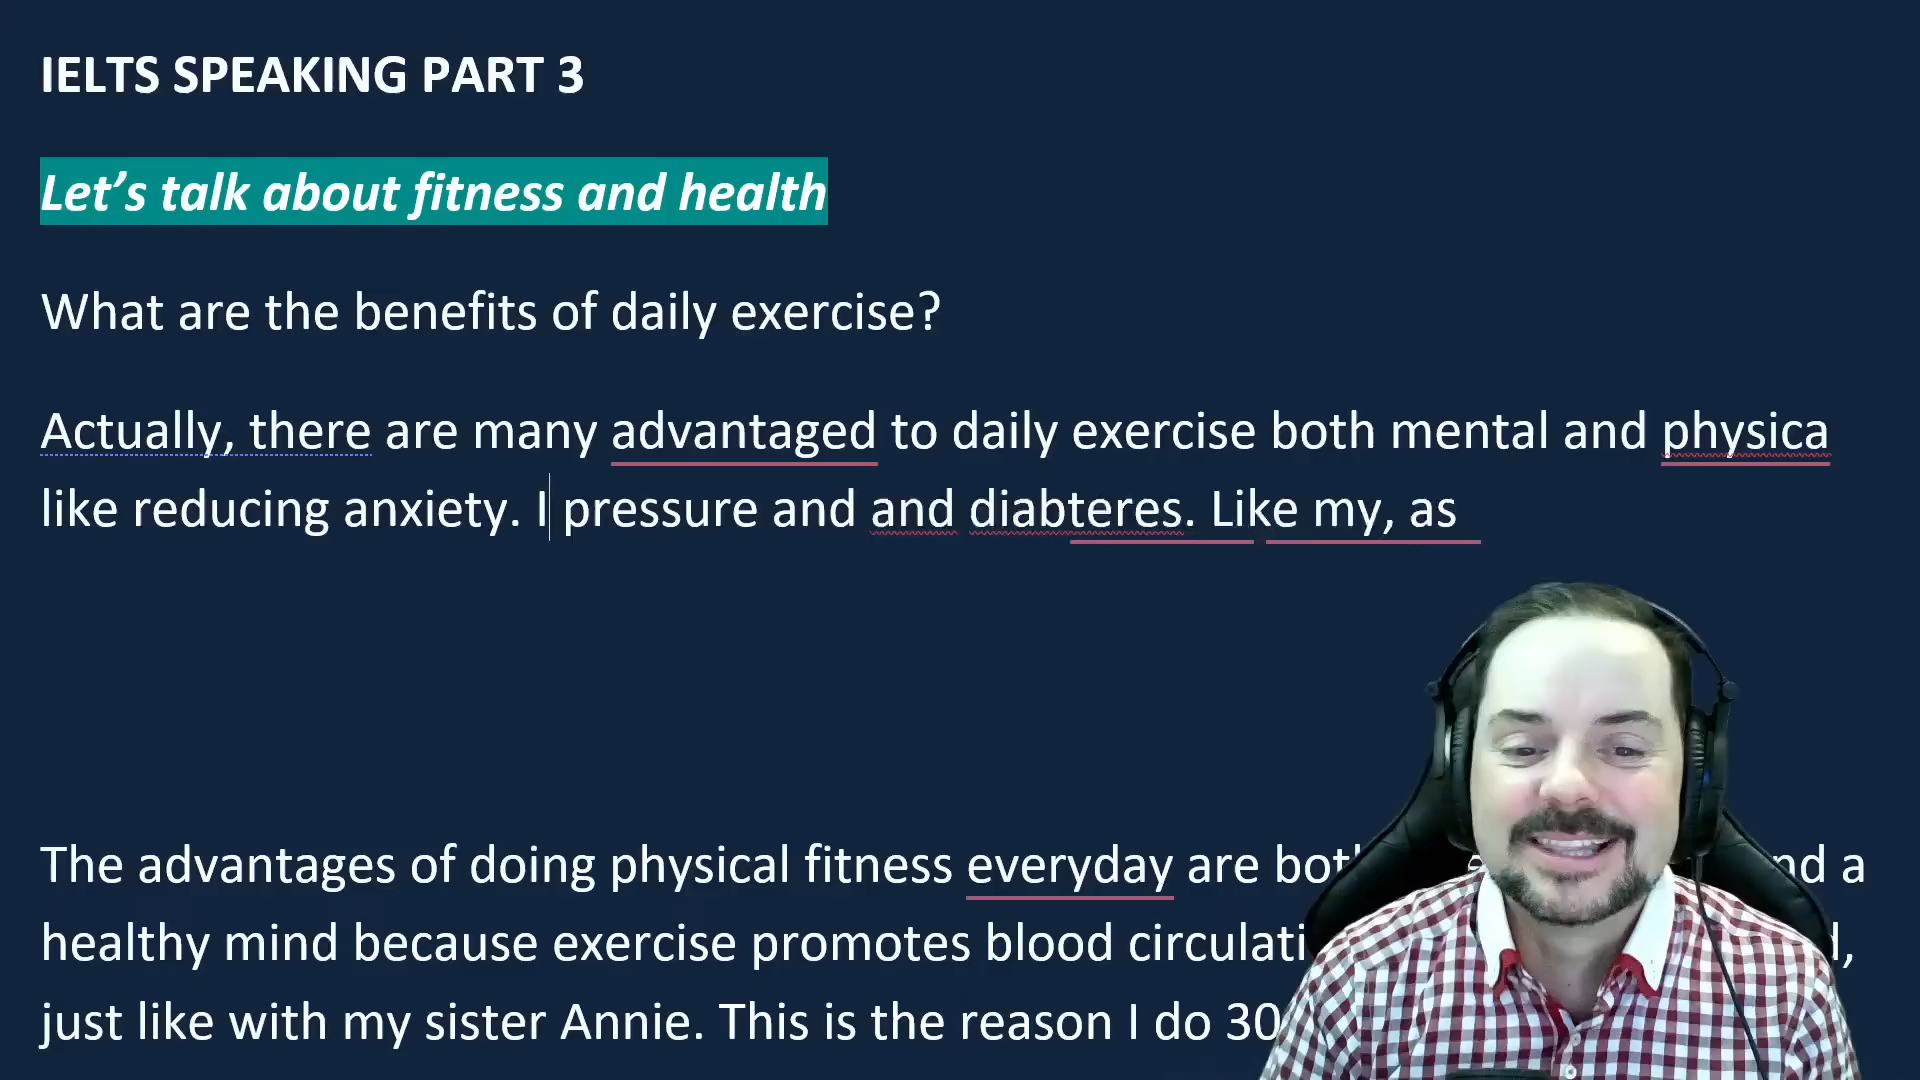 IELTS SPEAKING PART 3
Let's talk about fitness and health
What are the benefits of daily exercise?
Actually, there are many advantaged to daily exercise both mental and physica
like reducing anxiety. I pressure and and diabteres. Like my, as
The advantages of doing physical fitness everyday are and a
healthy mind because exercise promotes blood
just like with my sister Annie. This is the reason I do 30